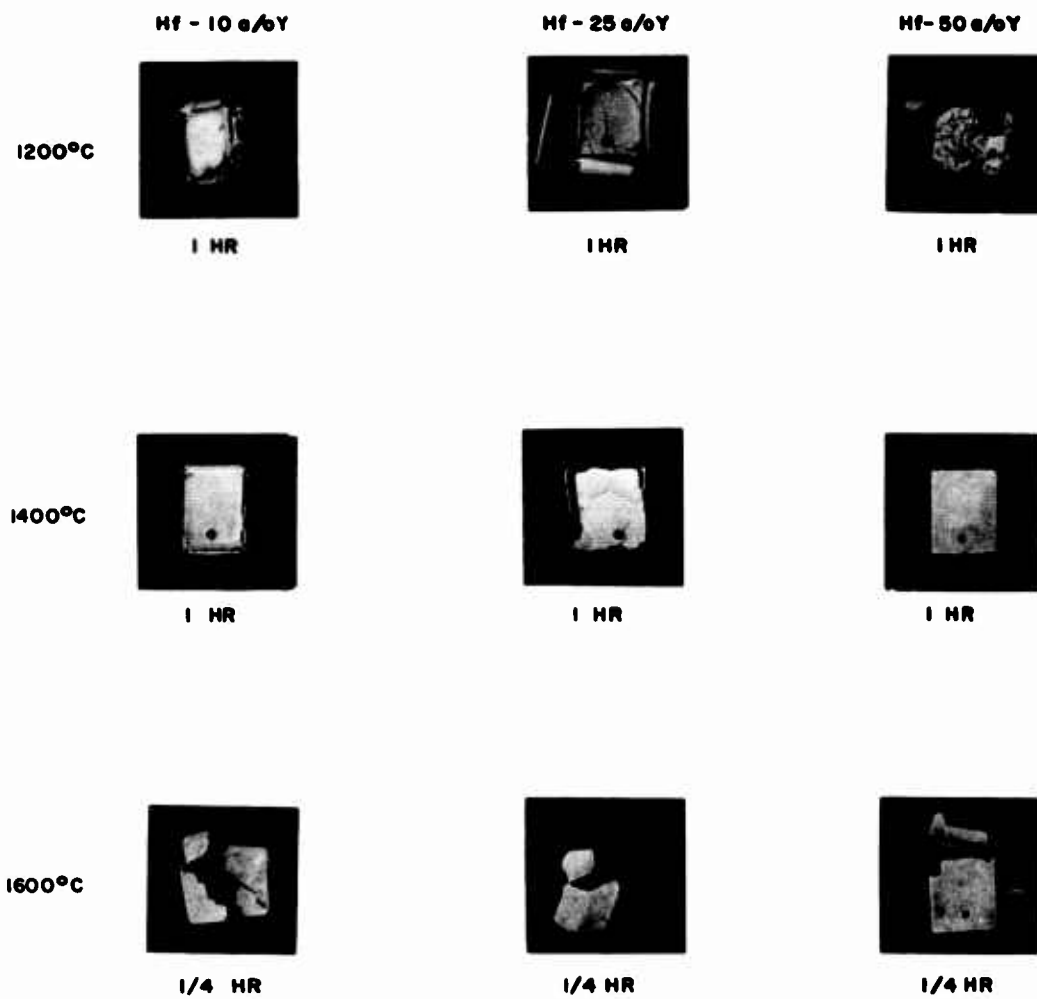 Hf - 10 a/oY Hf - 25 a/oY Hf- 50 a/oY
1200°C
1 HR 1 HR 1 HR
1400°C
1 HR 1 HR 1 HR
1600°C
1/4 HR 1/4 HR 1/4 HR